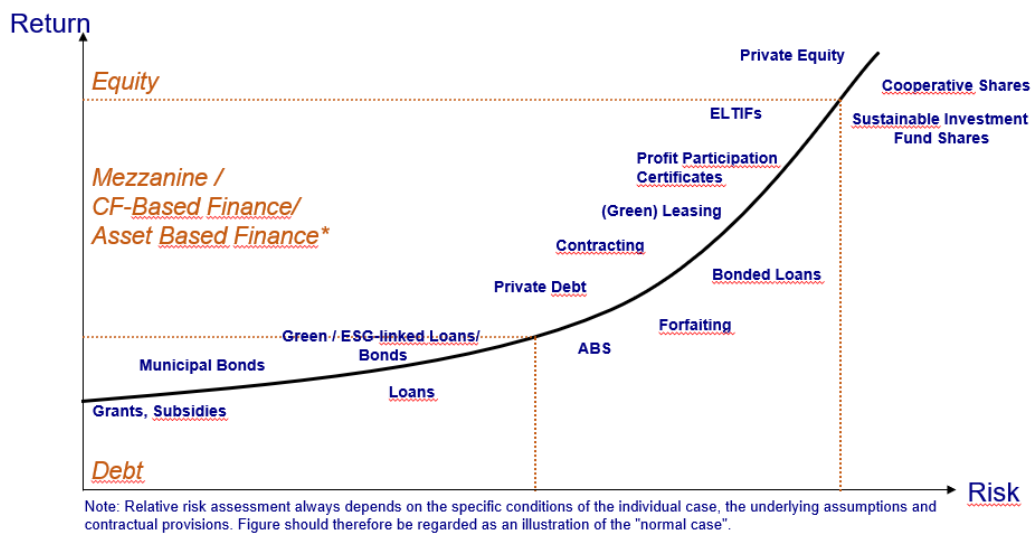 Return
Private Equity
Equity
Cooperative Shares
ELTIFs
Sustainable Investment
Fund Shares
Profit Participation
Certificates
Mezzanine /
CF-Based Finance/
Asset Based Finance*
(Green) Leasing
Contracting
Bonded Loans
Private Debt
Forfaiting
Green / ESG-linked Loans/
Bonds
ABS
Municipal Bonds
Loans
Grants, Subsidies
Debt
Risk
Note: Relative risk assessment always depends on the specific conditions of the individual case, the underlying assumptions and
contractual provisions. Figure should therefore be regarded as an illustration of the "normal case".